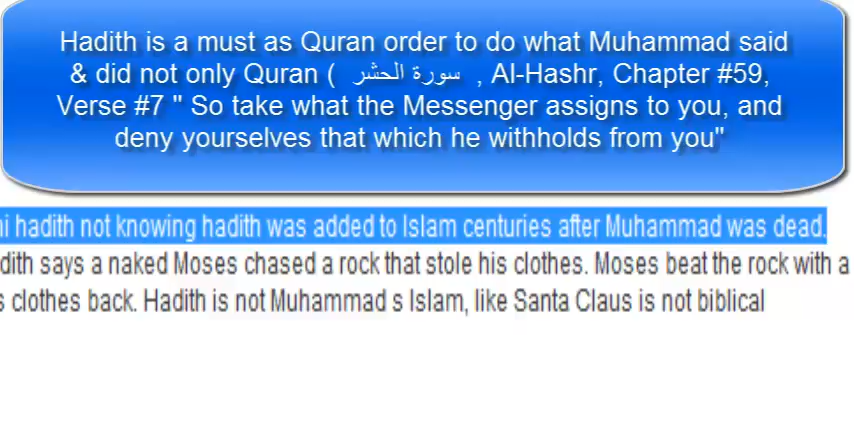 Hadith is a must as Quran order to do what Muhammad said
& did not only Quran ( سورة الحشر , Al-Hashr, Chapter #59,
Verse #7 " So take what the Messenger assigns to you, and
deny yourselves that which he withholds from you"
hadith not knowing hadith was added to Islam centuries after Muhammad was dead.
says a naked Moses chased a rock that stole his clothes. Moses beat the rock with a
clothes back. Hadith is not Muhammad s Islam, like Santa Claus is not biblical